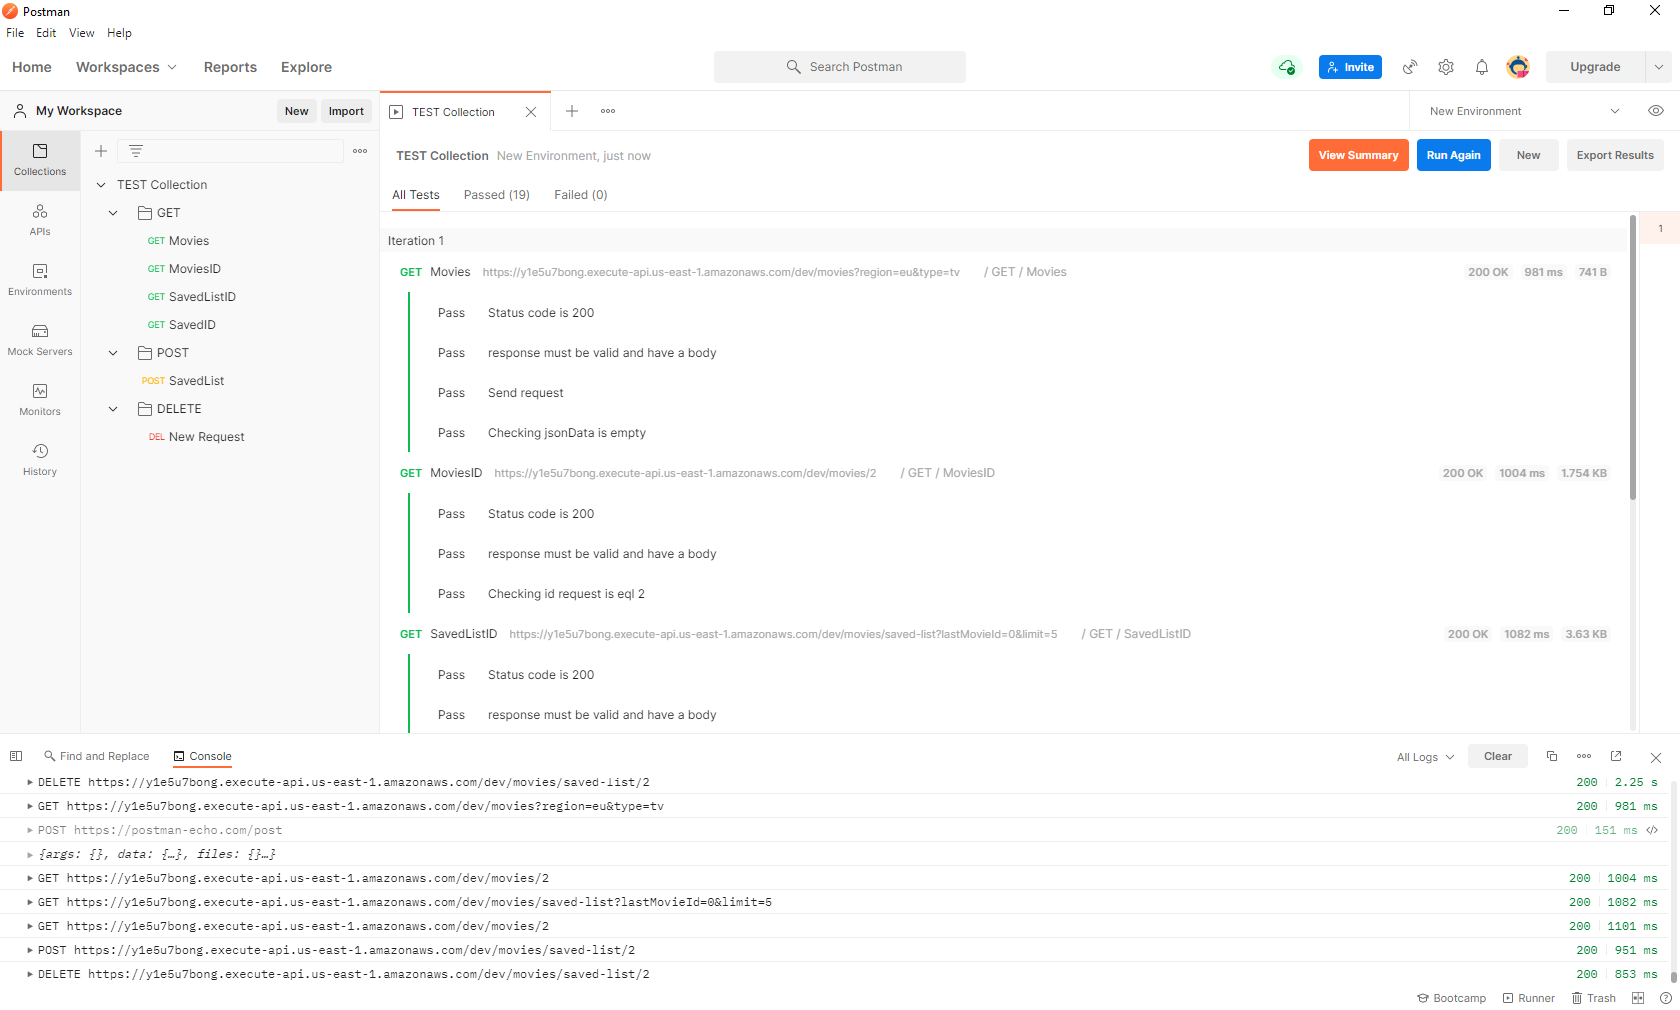 Postman
File Edit View Help
Home Workspaces Reports Explore
Search Postman
Invite
Upgrade
My Workspace
New Import
TEST Collection
New Environment
Collections
APIs
Environments
Mock Servers
Monitors
History
TEST Collection
GET
GET Movies
GET MoviesID
GET SavedListID
GET SavedID
POST
POST SavedList
DELETE
DEL New Request
TEST Collection New Environment, just now
View Summary Run Again New Export Results
All Tests Passed (19) Failed (0)
1
Iteration 1
GET Movies https://y1e5u7bong.execute-api.us-east-1.amazonaws.com/dev/movies?region=eu&type=tv / GET / Movies 200 OK 981 ms 741 B
Pass Status code is 200
Pass response must be valid and have a body
Pass Send request
Pass Checking jsonData is empty
GET MoviesID https://y1e5u7bong.execute-api.us-east-1.amazonaws.com/dev/movies/2 / GET / MoviesID 200 OK 1004 ms 1.754 KB
Pass Status code is 200
Pass response must be valid and have a body
Pass Checking id request is eql 2
GET SavedListID https://y1e5u7bong.execute-api.us-east-1.amazonaws.com/dev/movies/saved-list?lastMovieId=0&limit=5 / GET / SavedListID 200 OK 1082 ms 3.63 KB
Pass Status code is 200
Pass response must be valid and have a body
Find and Replace Console
All Logs Clear
DELETE https://y1e5u7bong.execute-api.us-east-1.amazonaws.com/dev/movies/saved-list/2 200 2.25 s
GET https://y1e5u7bong.execute-api.us-east-1.amazonaws.com/dev/movies?region=eu&type=tv 200 981 ms
POST https://postman-echo.com/post 200 151 ms
{args: {}, data: {…}, files: {}…}
GET https://y1e5u7bong.execute-api.us-east-1.amazonaws.com/dev/movies/2 200 1004 ms
GET https://y1e5u7bong.execute-api.us-east-1.amazonaws.com/dev/movies/saved-list?lastMovieId=0&limit=5 200 1082 ms
GET https://y1e5u7bong.execute-api.us-east-1.amazonaws.com/dev/movies/2 200 1101 ms
POST https://y1e5u7bong.execute-api.us-east-1.amazonaws.com/dev/movies/saved-list/2 200 951 ms
DELETE https://y1e5u7bong.execute-api.us-east-1.amazonaws.com/dev/movies/saved-list/2 200 853 ms
Bootcamp Runner Trash